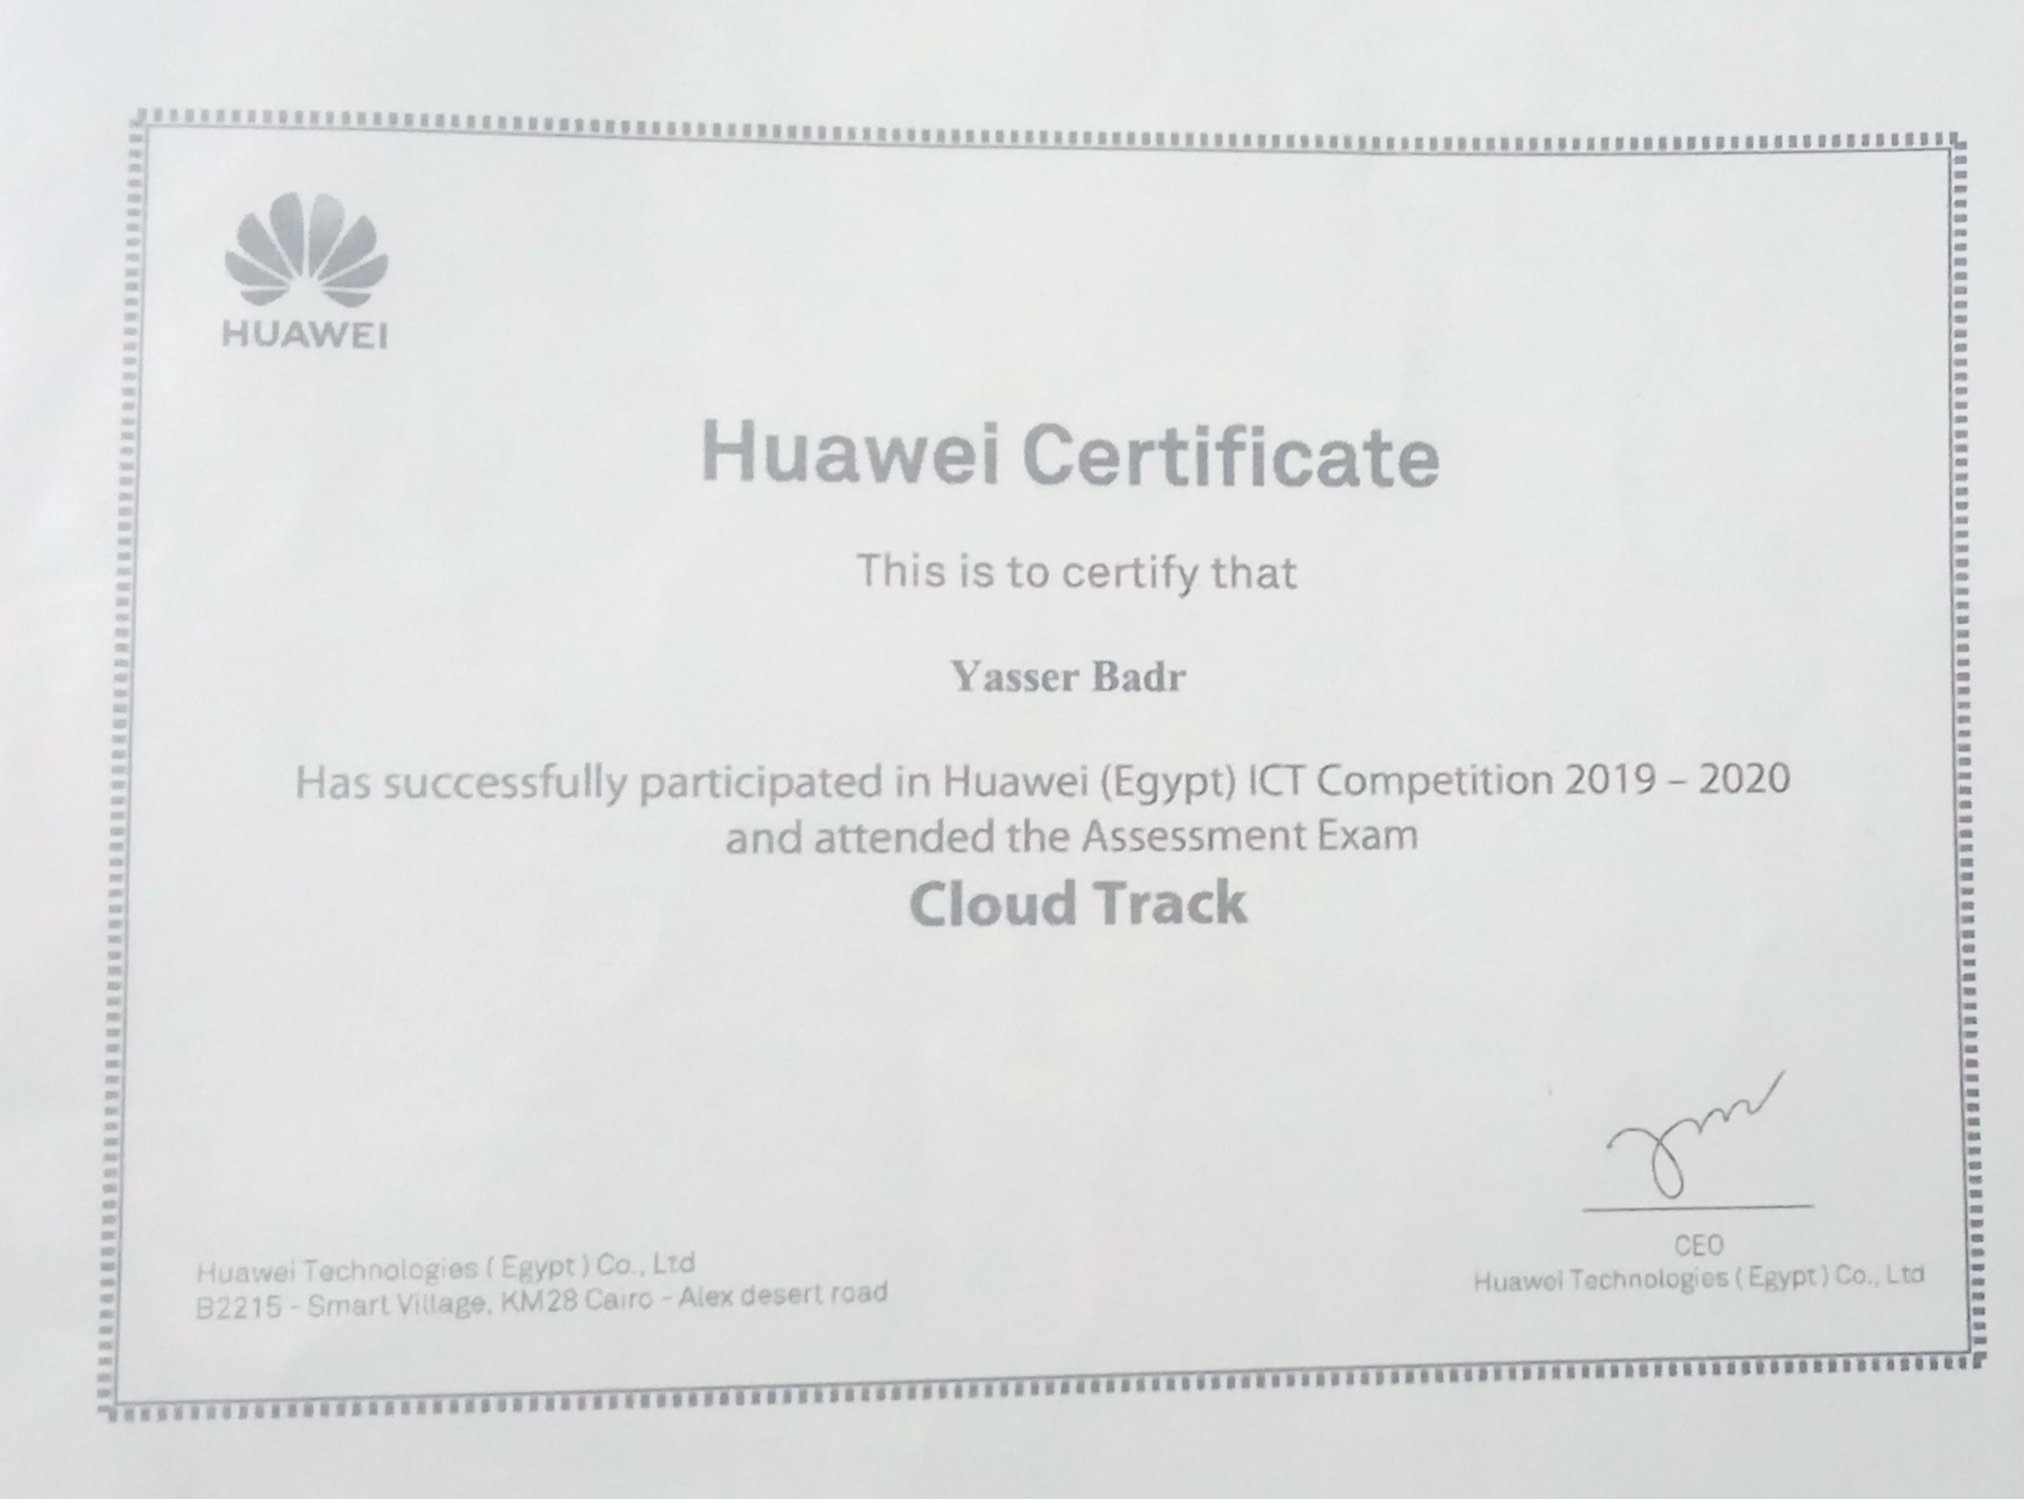 HUAWEI
Huawei Certificate
This is to certify that
Yasser Badr
Has successfully participated in Huawei (Egypt) ICT Competition 2019 – 2020
and attended the Assessment Exam
Cloud Track
CEO
Huawei Technologies ( Egypt ) Co., Ltd
Huawei Technologies ( Egypt ) Co., Ltd
B2215 - Smart Village, KM28 Cairo - Alex desert road